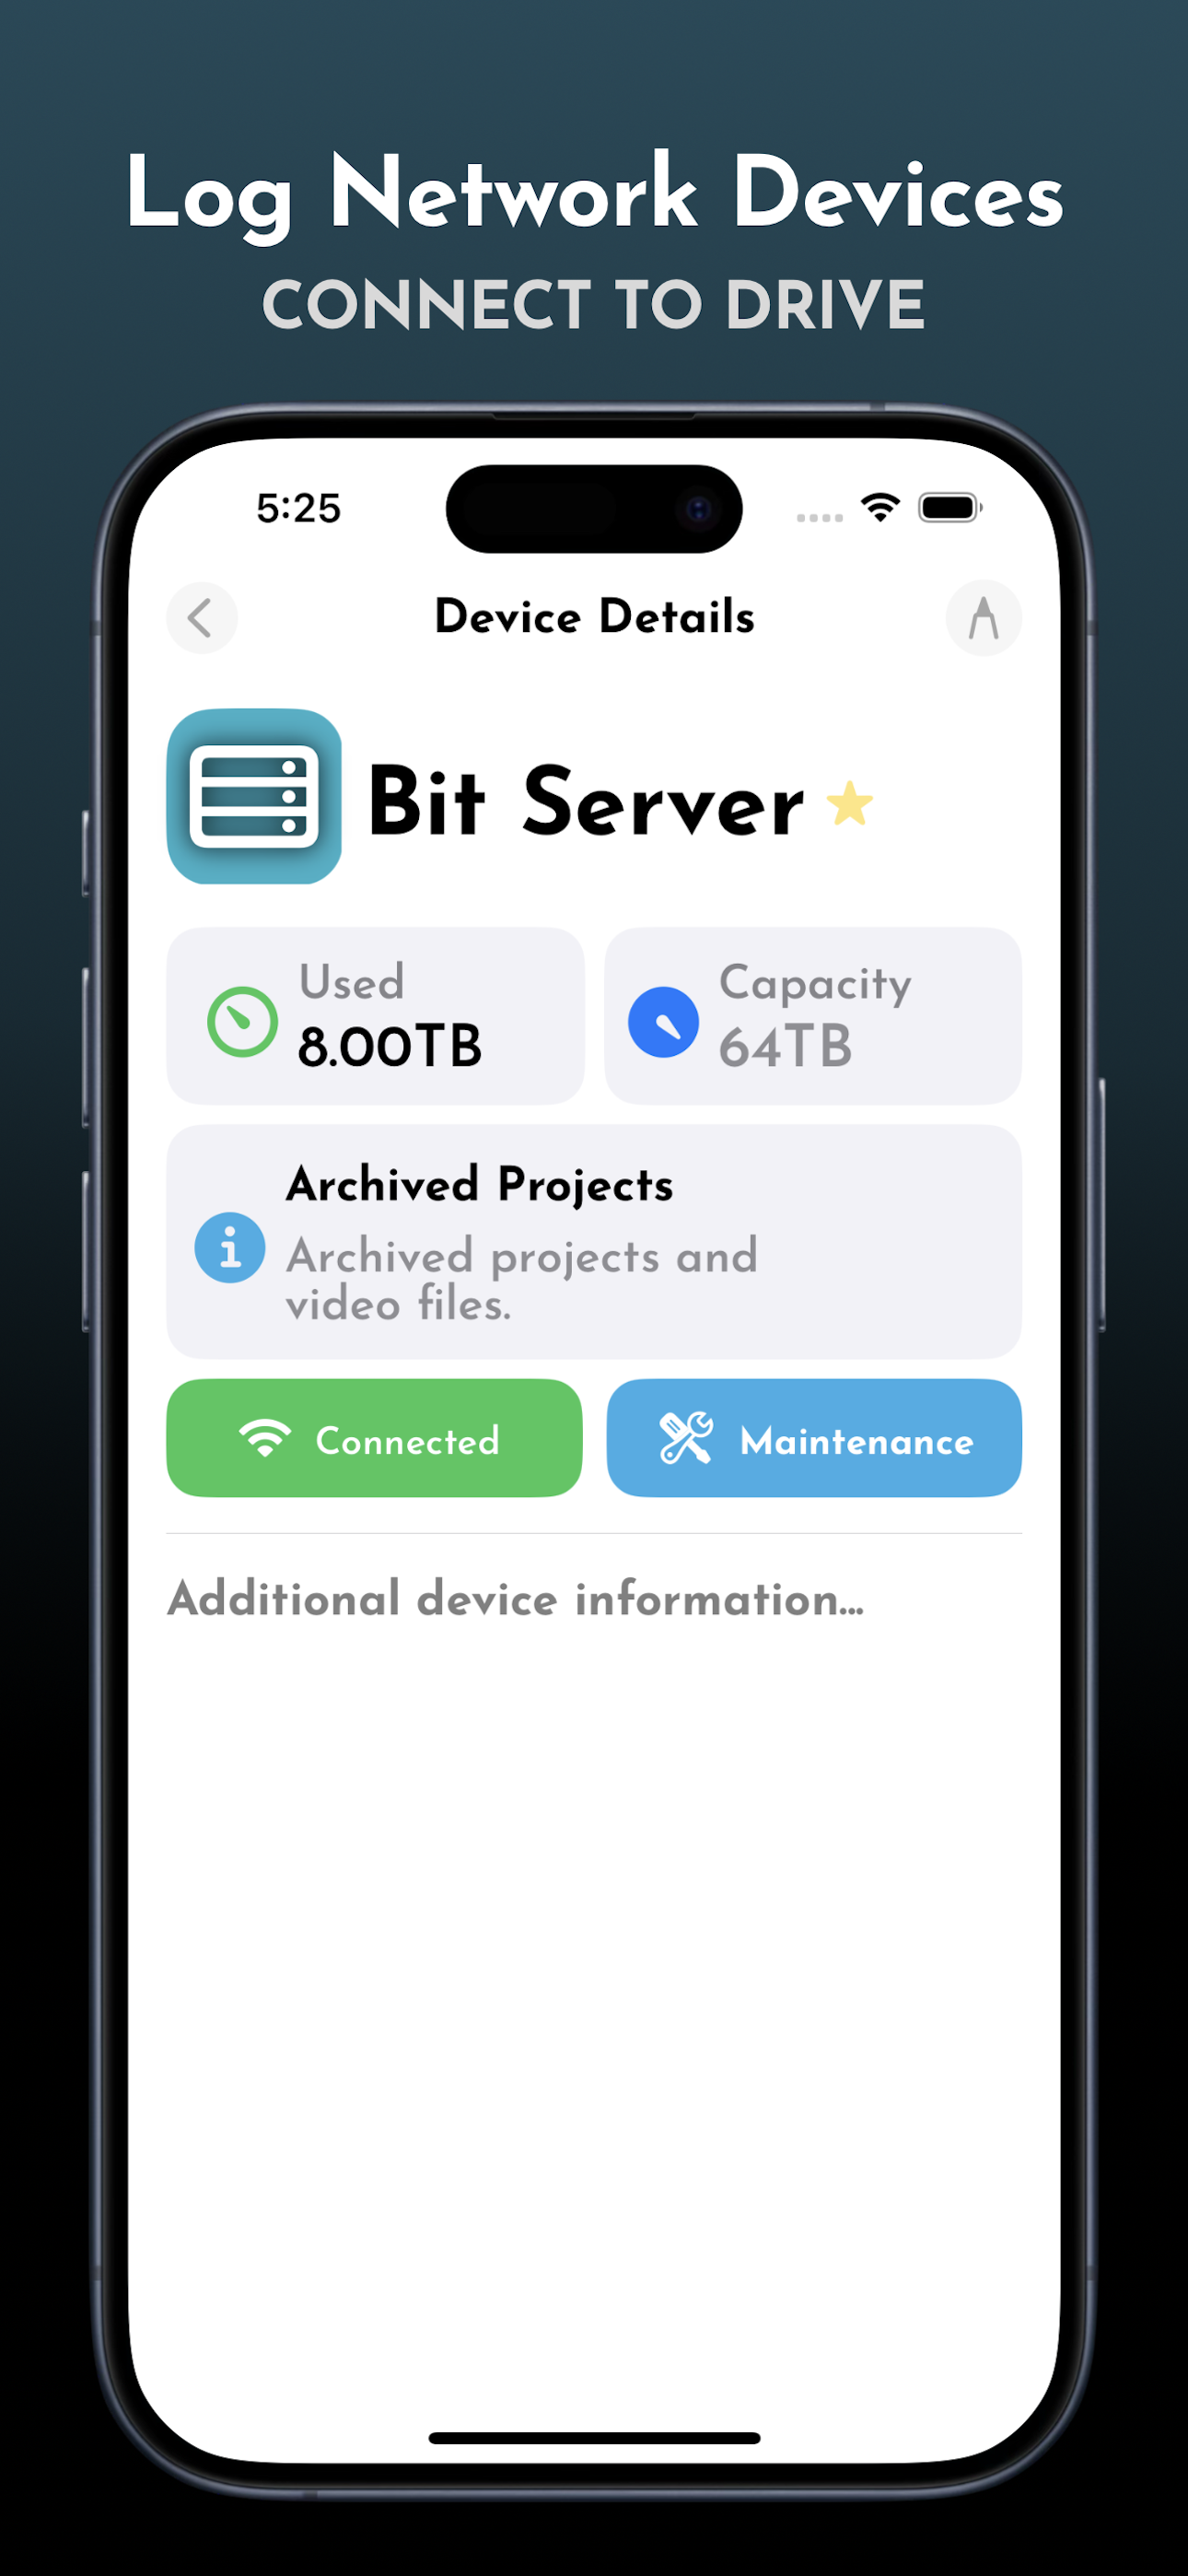 Log Network Devices
CONNECT TO DRIVE
5:25
Device Details
Bit Server
Used
8.00TB
Capacity
64TB
Archived Projects
Archived projects and
video files.
Connected
Maintenance
Additional device information...